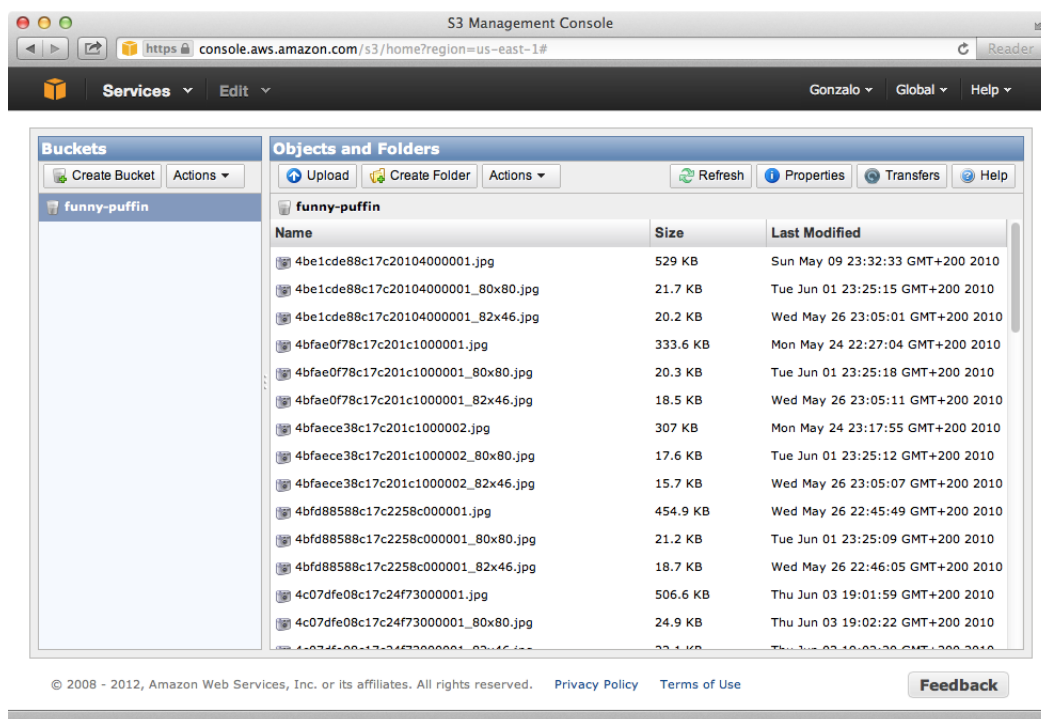 S3 Management Console
https console.aws.amazon.com/s3/home?region=us-east-1# Reader
Services Edit Gonzalo Global Help
Buckets Objects and Folders
Create Bucket Actions Upload Create Folder Actions Refresh Properties Transfers Help
funny-puffin funny-puffin
Name Size Last Modified
4be1cde88c17c20104000001.jpg 529 KB Sun May 09 23:32:33 GMT+200 2010
4be1cde88c17c20104000001_80x80.jpg 21.7 KB Tue Jun 01 23:25:15 GMT+200 2010
4be1cde88c17c20104000001_82x46.jpg 20.2 KB Wed May 26 23:05:01 GMT+200 2010
4bfae0f78c17c201c1000001.jpg 333.6 KB Mon May 24 22:27:04 GMT+200 2010
4bfae0f78c17c201c1000001_80x80.jpg 20.3 KB Tue Jun 01 23:25:18 GMT+200 2010
4bfae0f78c17c201c1000001_82x46.jpg 18.5 KB Wed May 26 23:05:11 GMT+200 2010
4bfaece38c17c201c1000002.jpg 307 KB Mon May 24 23:17:55 GMT+200 2010
4bfaece38c17c201c1000002_80x80.jpg 17.6 KB Tue Jun 01 23:25:12 GMT+200 2010
4bfaece38c17c201c1000002_82x46.jpg 15.7 KB Wed May 26 23:05:07 GMT+200 2010
4bfd88588c17c2258c000001.jpg 454.9 KB Wed May 26 22:45:49 GMT+200 2010
4bfd88588c17c2258c000001_80x80.jpg 21.2 KB Tue Jun 01 23:25:09 GMT+200 2010
4bfd88588c17c2258c000001_82x46.jpg 18.7 KB Wed May 26 22:46:05 GMT+200 2010
4c07dfe08c17c24f73000001.jpg 506.6 KB Thu Jun 03 19:01:59 GMT+200 2010
4c07dfe08c17c24f73000001_80x80.jpg 24.9 KB Thu Jun 03 19:02:22 GMT+200 2010
© 2008 - 2012, Amazon Web Services, Inc. or its affiliates. All rights reserved. Privacy Policy Terms of Use Feedback